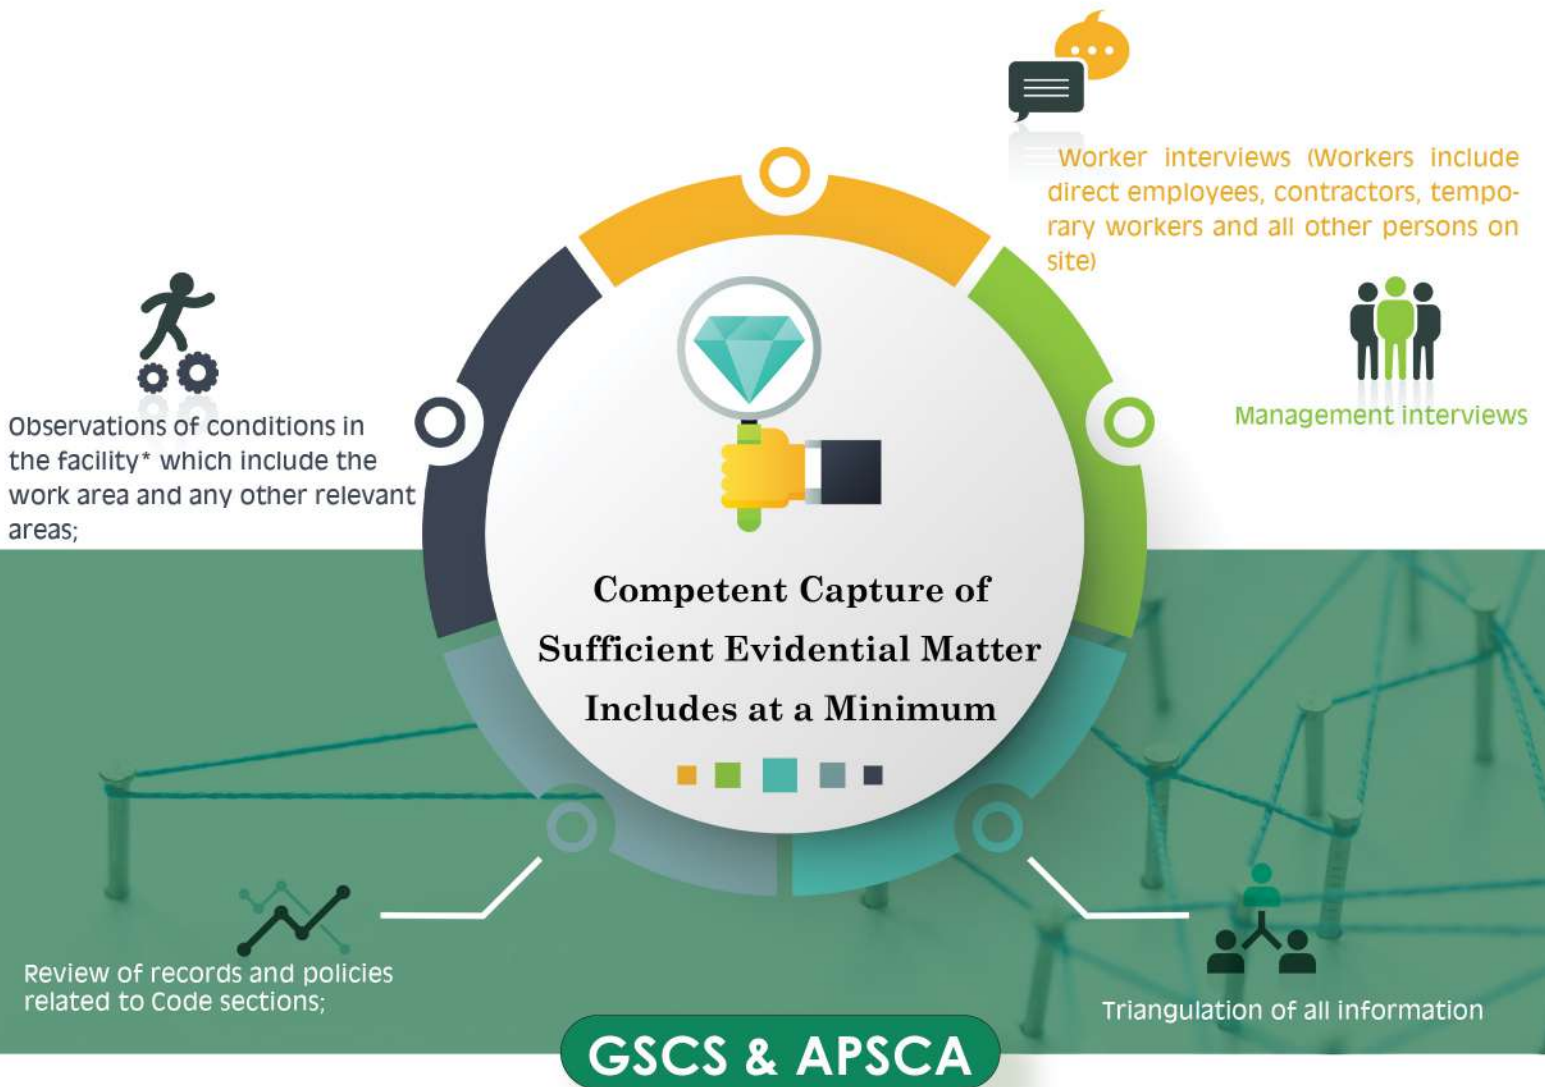 Worker interviews (Workers include
direct employees, contractors, tempo-
rary workers and all other persons on
site)
Management interviews
Observations of conditions in
the facility* which include the
work area and any other relevant
areas;
Competent Capture of
Sufficient Evidential Matter
Includes at a Minimum
Review of records and policies
related to Code sections;
Triangulation of all information
GSCS & APSCA